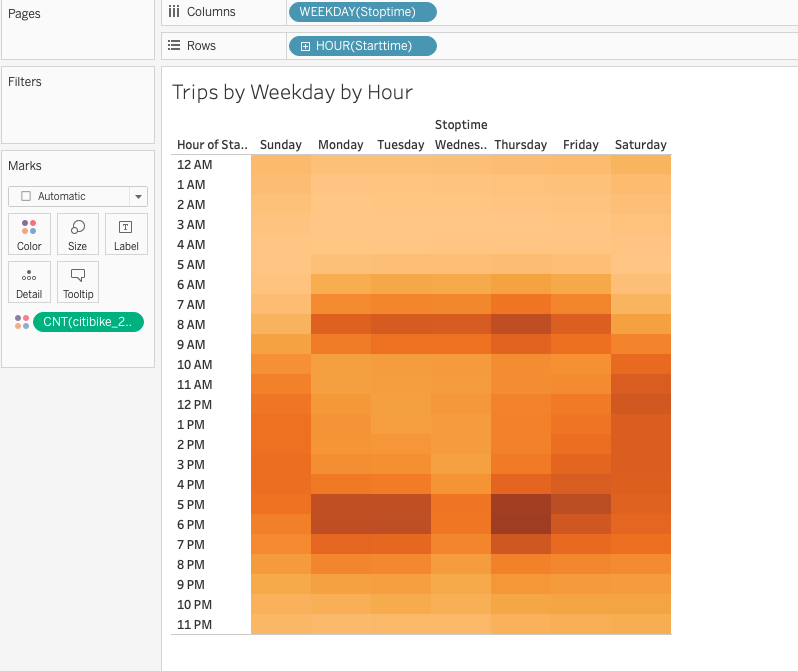 Pages
Columns
WEEKDAY(Stoptime)
Rows
HOUR(Starttime)
Filters
Marks
Automatic
Color
Size
Label
Detail
Tooltip
CNT(citibike_2..
Trips by Weekday by Hour
Stoptime
Hour of Sta.. Sunday Monday Tuesday Wednes.. Thursday Friday Saturday
12 AM
1 AM
2 AM
3 AM
4 AM
5 AM
6 AM
7 AM
8 AM
9 AM
10 AM
11 AM
12 PM
1 PM
2 PM
3 PM
4 PM
5 PM
6 PM
7 PM
8 PM
9 PM
10 PM
11 PM